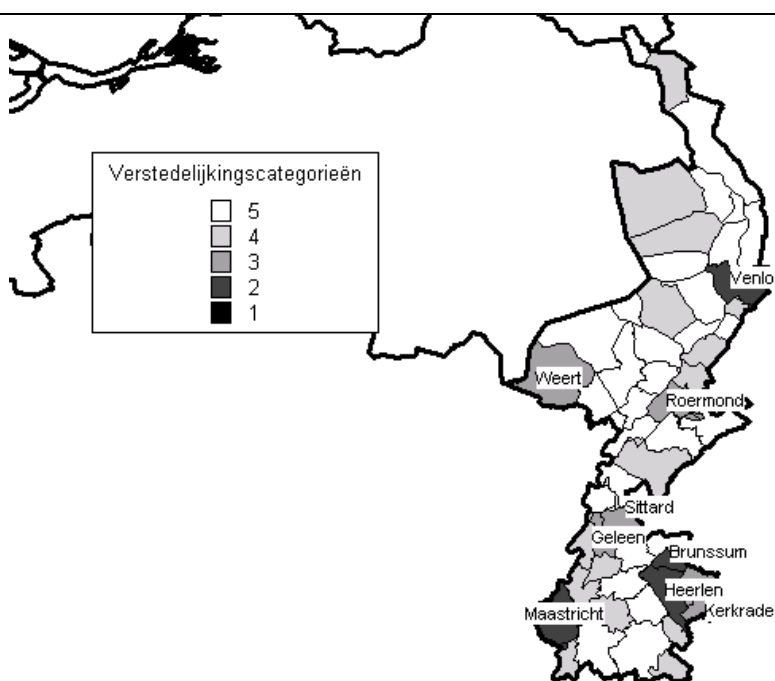 Verstedelijkingscategorieën
5
4
3
2
1
Venlo
Weert
Roermond
Sittard
Geleen
Brunssum
Heerlen
Maastricht
Kerkrade